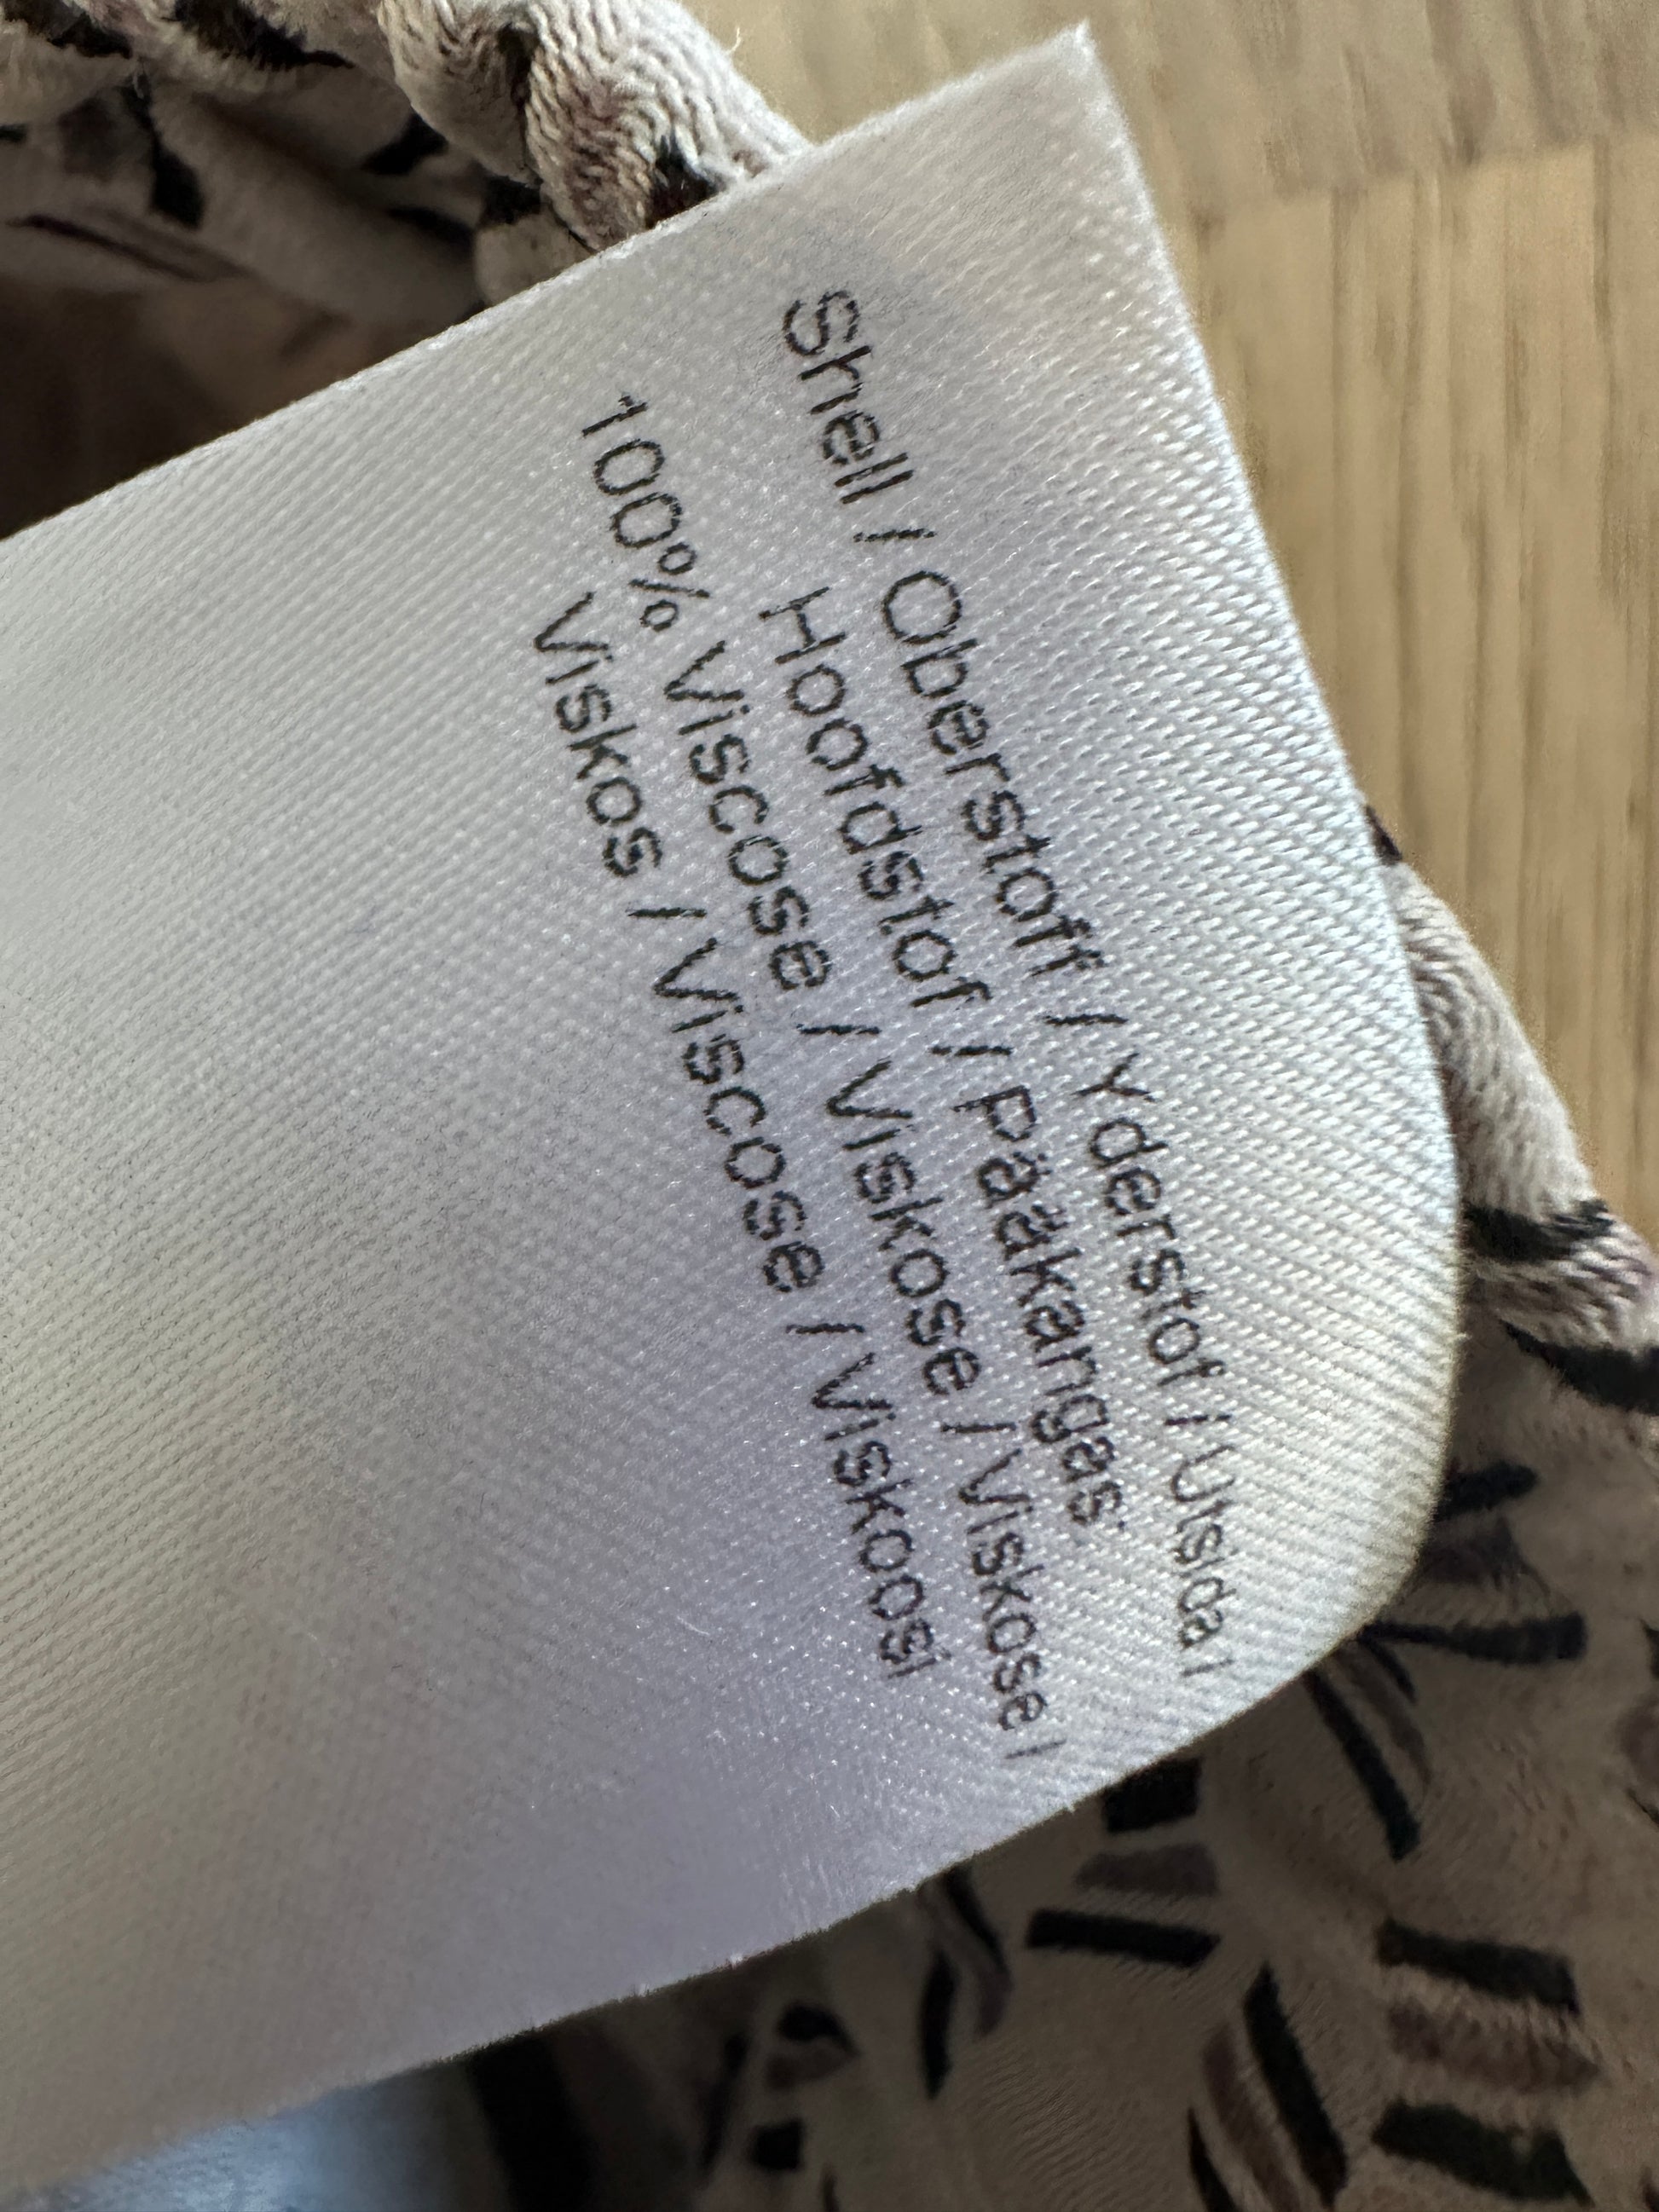 Shell / Oberstoff / Yderstof / Utsida /
Hoofdstof / Pääkangas
100% Viscose / Viskose / Viskose /
Viskos / Viscose / Viskoosi